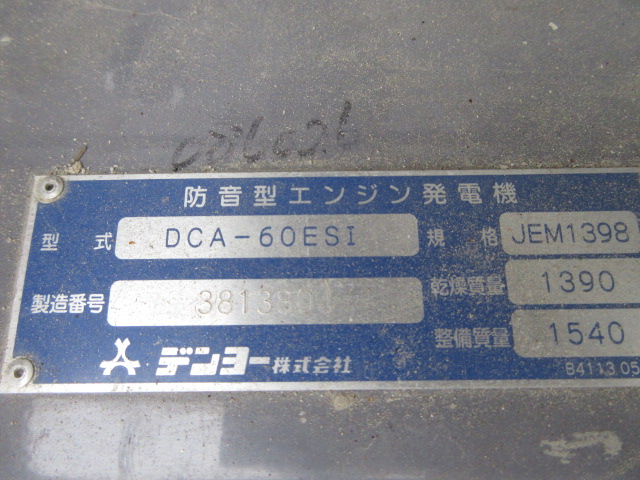 防音型エンジン発電機
型式 DCA-60ESI 規格 JEM1398
製造番号 38139 乾燥質量 1390
整備質量 1540
デンヨー株式会社
B4113 05